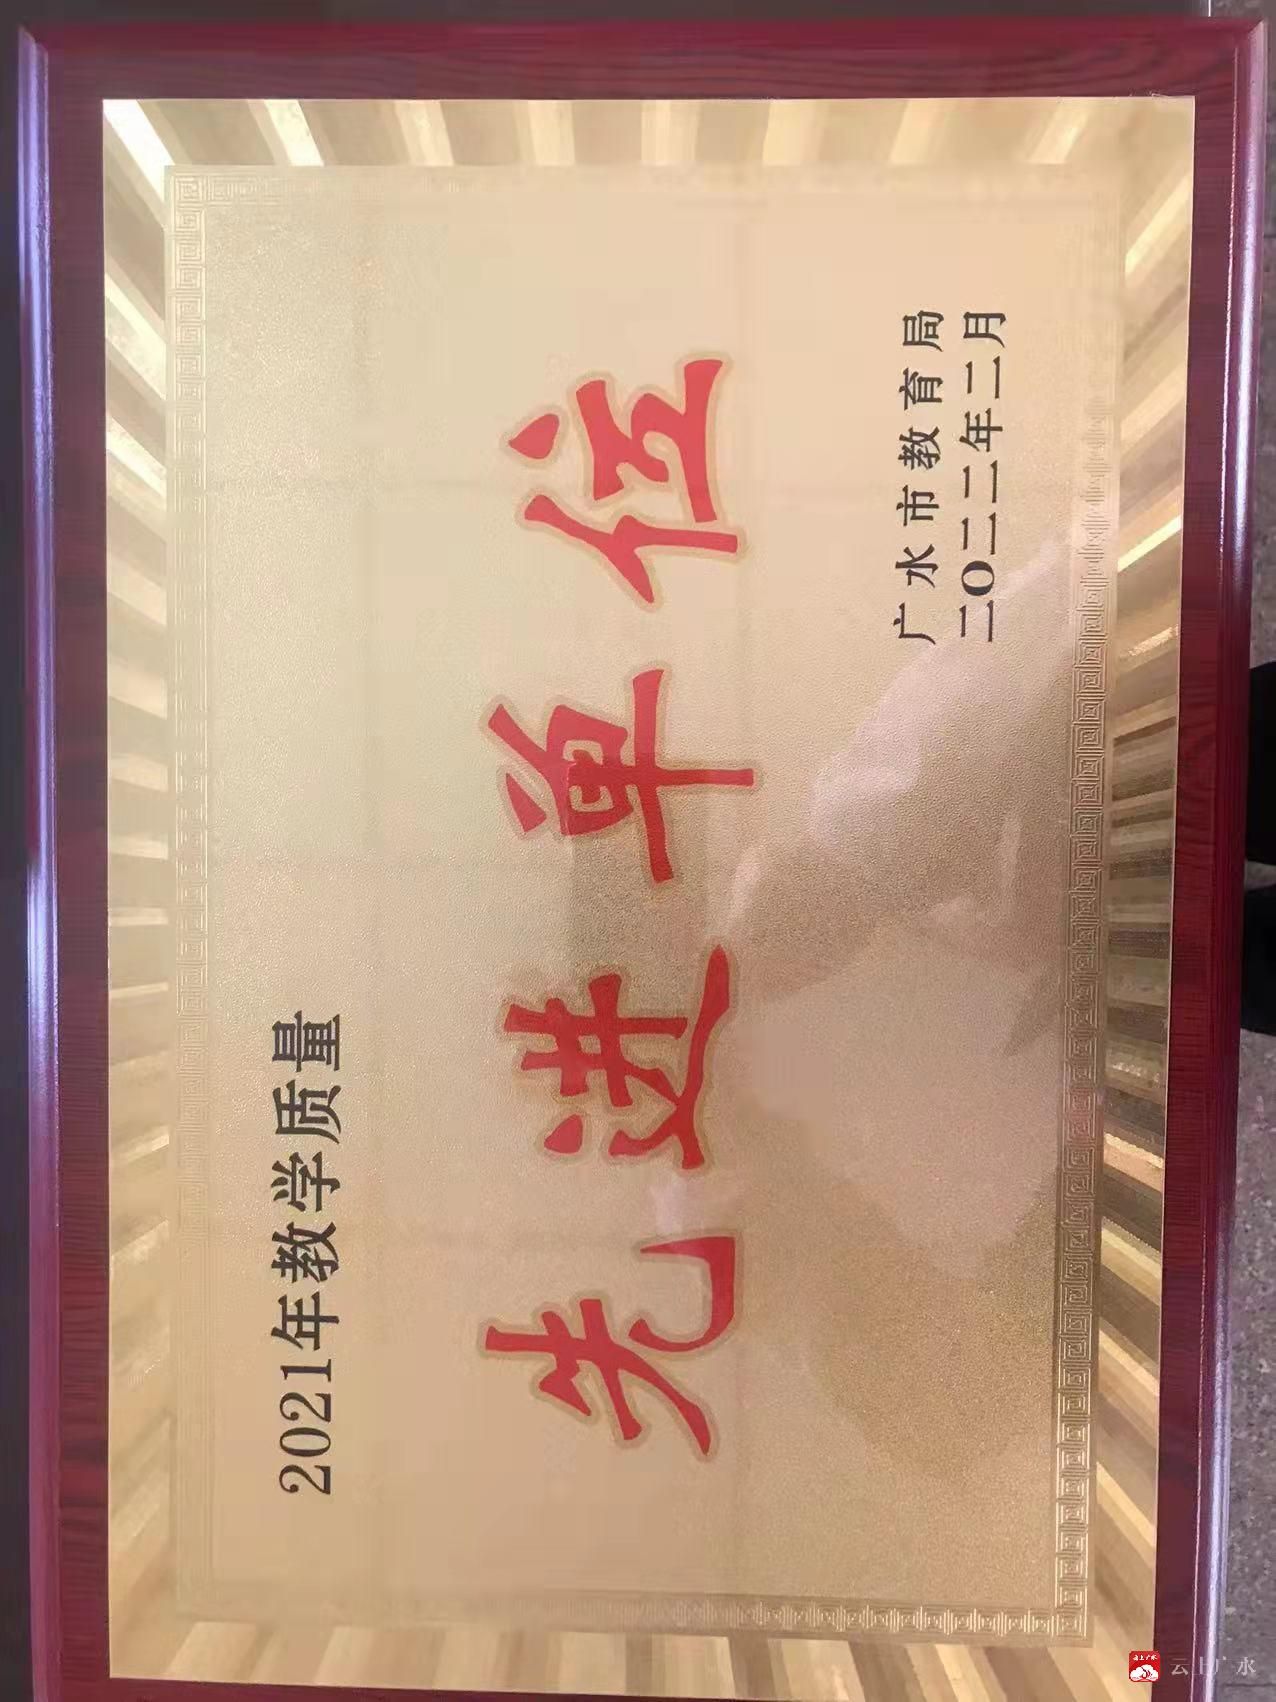 2021年教学质量
先进单位
广水市教育局
二〇二二年二月
云上广水